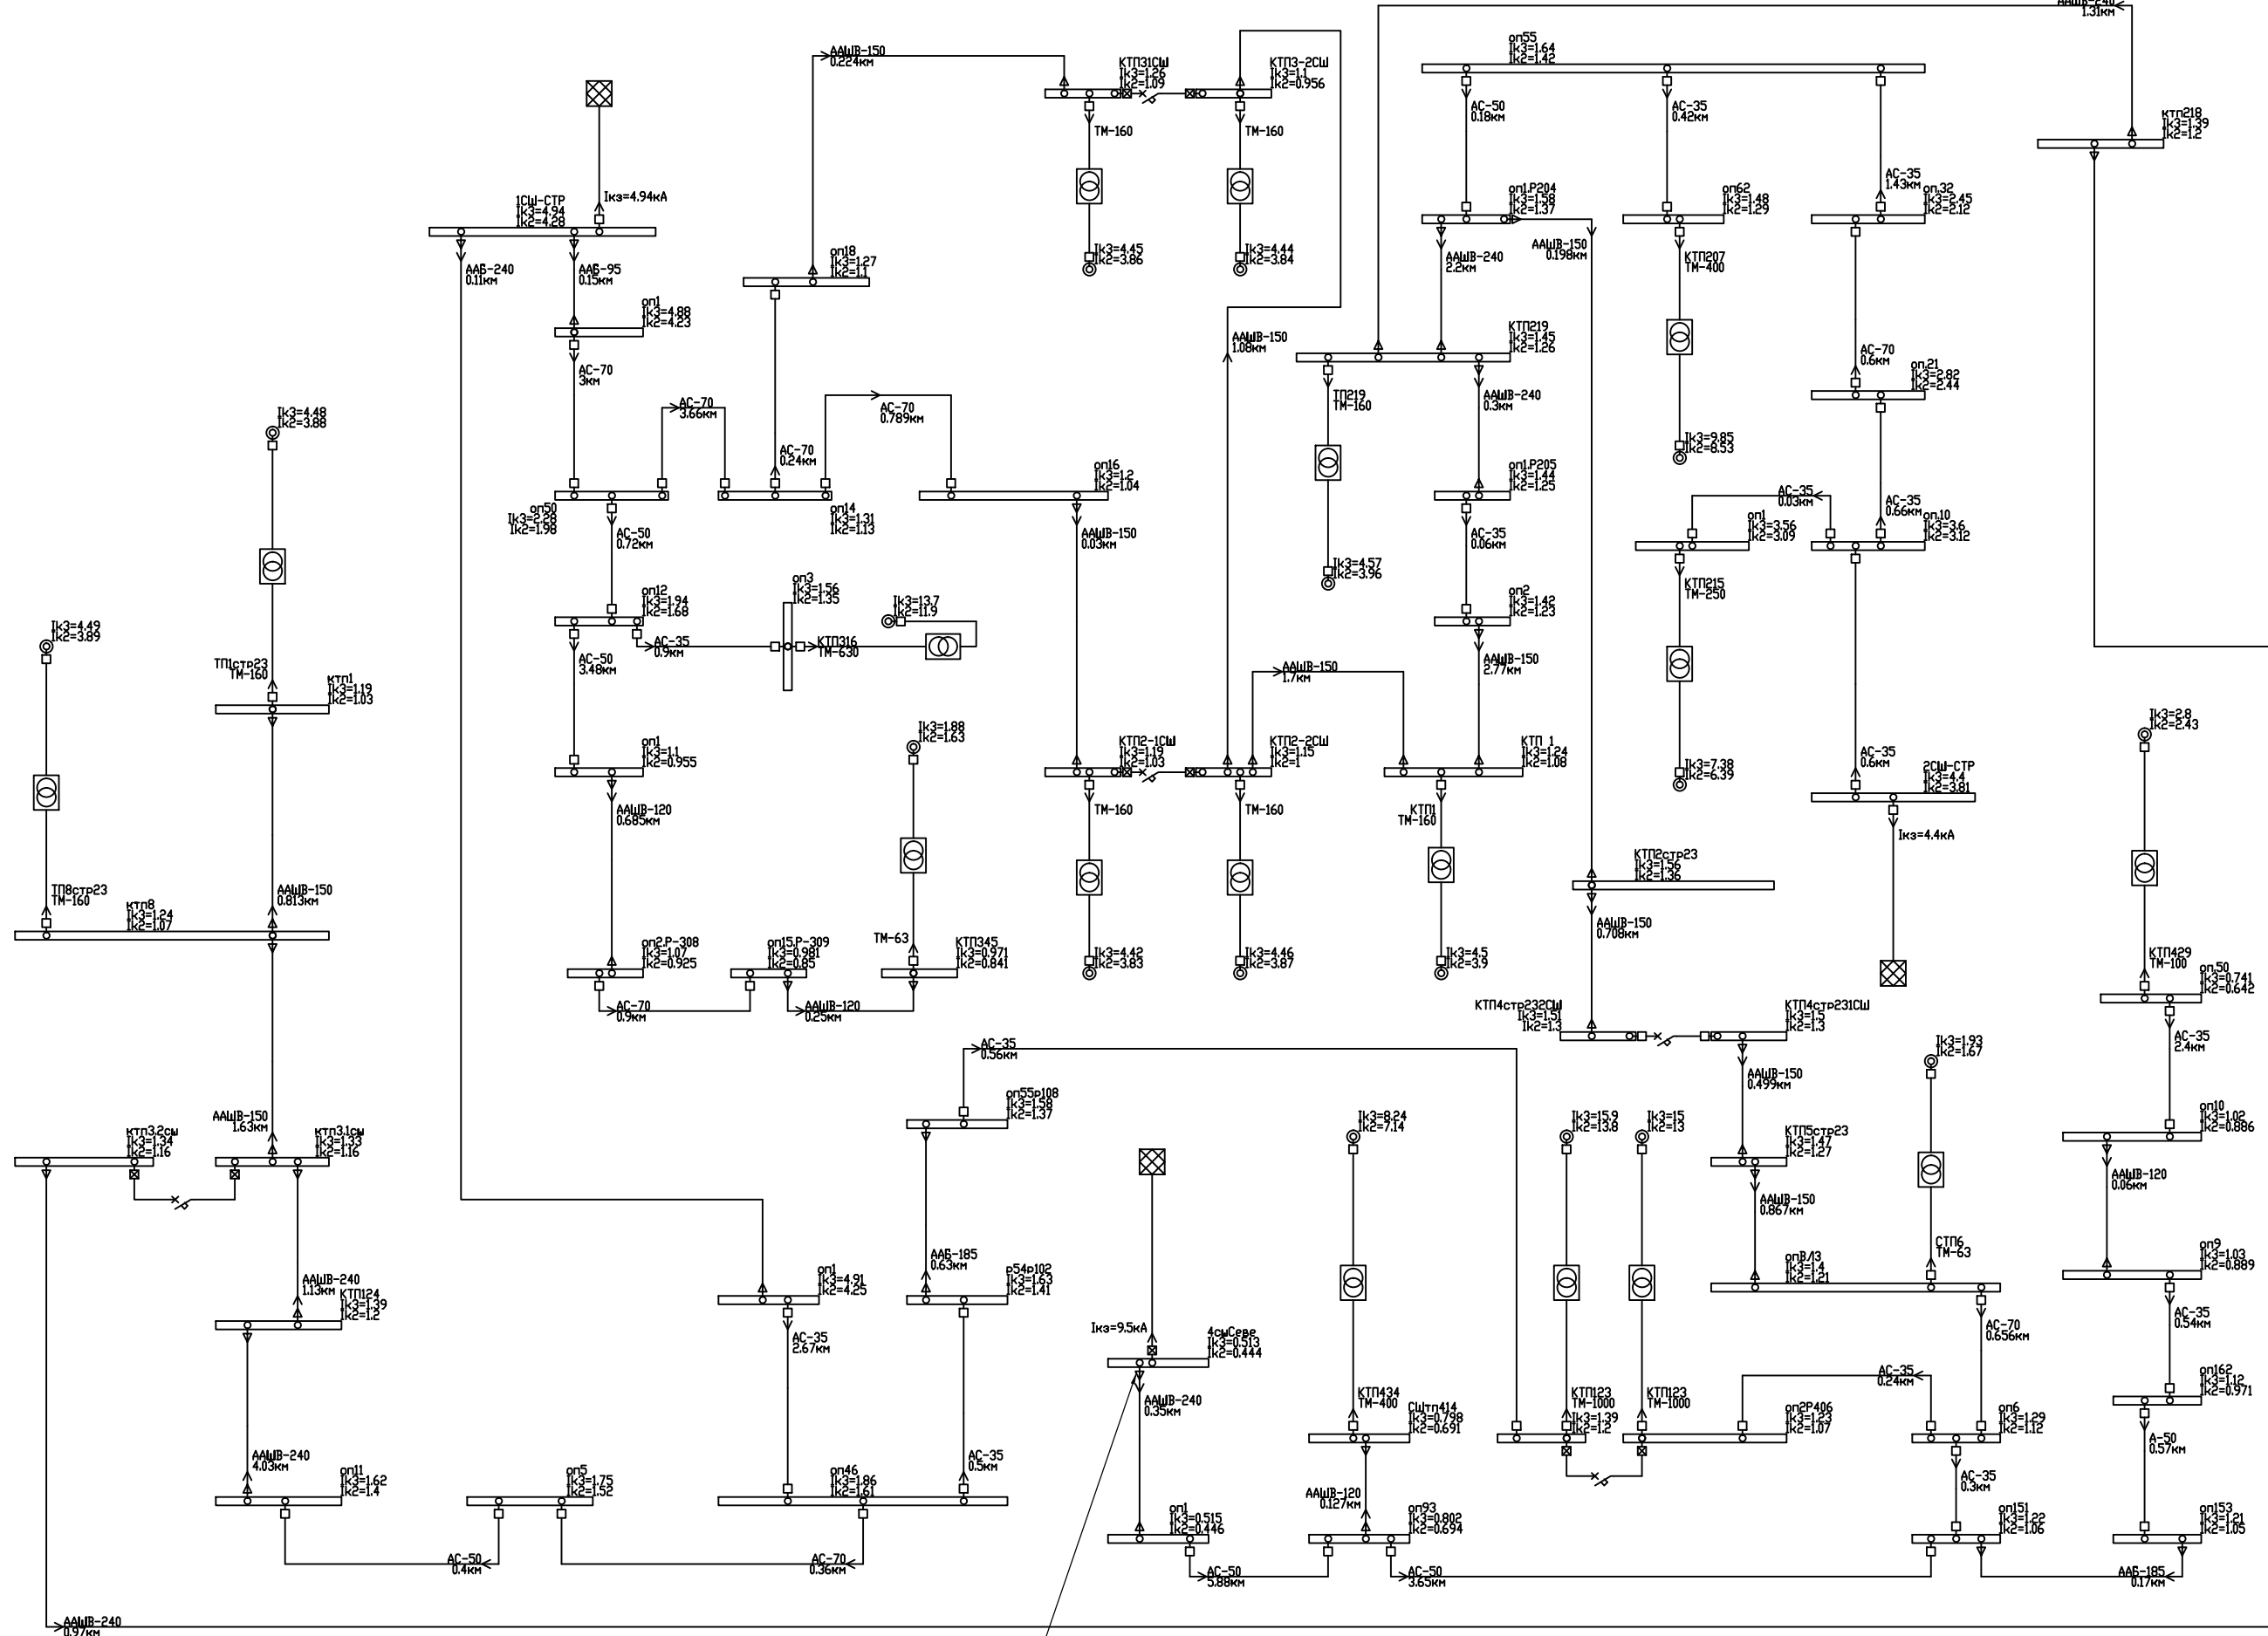 ААШВ-240
1.31км
ААШВ-150
0.224км
КТП31СШ
Iк3=1.26
Iк2=1.09
КТП3-2СШ
Iк3=1.1
Iк2=0.956
оп55
Iк3=1.64
Iк2=1.42
АС-50
0.18км
АС-35
0.42км
АС-35
1.43км
ктп218
Iк3=1.39
Iк2=1.2
ТМ-160
ТМ-160
Iкз=4.94кА
1СШ-СТР
Iк3=4.94
Iк2=4.28
оп1.Р204
Iк3=1.58
Iк2=1.37
оп62
Iк3=1.48
Iк2=1.29
оп.32
Iк3=2.45
Iк2=2.12
ААБ-240
0.11км
ААБ-95
0.15км
оп18
Iк3=1.27
Iк2=1.1
Iк3=4.45
Iк2=3.86
Iк3=4.44
Iк2=3.84
ААШВ-240
2.2км
ААШВ-150
0.198км
КТП207
ТМ-400
оп1
Iк3=4.88
Iк2=4.23
ААШВ-150
1.08км
КТП219
Iк3=1.45
Iк2=1.26
АС-70
0.6км
оп.21
Iк3=2.82
Iк2=2.44
АС-70
3км
АС-70
3.66км
АС-70
0.789км
ТП219
ТМ-160
ААШВ-240
0.3км
Iк3=4.48
Iк2=3.88
АС-70
0.24км
Iк3=9.85
Iк2=8.53
оп16
Iк3=1.2
Iк2=1.04
оп1.Р205
Iк3=1.44
Iк2=1.25
АС-35
0.03км
АС-35
0.66км
оп50
Iк3=2.28
Iк2=1.98
оп14
Iк3=1.31
Iк2=1.13
оп1
Iк3=3.56
Iк2=3.09
оп.10
Iк3=3.6
Iк2=3.12
АС-50
0.72км
ААШВ-150
0.03км
АС-35
0.06км
Iк3=4.57
Iк2=3.96
КТП215
ТМ-250
оп12
Iк3=1.94
Iк2=1.68
оп3
Iк3=1.56
Iк2=1.35
Iк3=13.7
Iк2=11.9
оп2
Iк3=1.42
Iк2=1.23
Iк3=4.49
Iк2=3.89
АС-35
0.9км
КТП316
ТМ-630
АС-50
3.48км
ААШВ-150
1.7км
ААШВ-150
2.77км
ТП1стр23
ТМ-160
ктп1
Iк3=1.19
Iк2=1.03
Iк3=1.88
Iк2=1.63
Iк3=2.8
Iк2=2.43
оп1
Iк3=1.1
Iк2=0.955
КТП2-1СШ
Iк3=1.19
Iк2=1.03
КТП2-2СШ
Iк3=1.15
Iк2=1
КТП 1
Iк3=1.24
Iк2=1.08
Iк3=7.38
Iк2=6.39
АС-35
0.6км
2СШ-СТР
Iк3=4.4
Iк2=3.81
ААШВ-120
0.685км
ТМ-160
ТМ-160
КТП1
ТМ-160
Iкз=4.4кА
КТП2стр23
Iк3=1.56
Iк2=1.36
ТП8стр23
ТМ-160
ктп8
Iк3=1.24
Iк2=1.07
ААШВ-150
0.813км
ААШВ-150
0.708км
оп2.Р-308
Iк3=1.07
Iк2=0.925
оп15.Р-309
Iк3=0.981
Iк2=0.85
ТМ-63
КТП345
Iк3=0.971
Iк2=0.841
Iк3=4.42
Iк2=3.83
Iк3=4.46
Iк2=3.87
Iк3=4.5
Iк2=3.9
КТП429
ТМ-100
оп.50
Iк3=0.741
Iк2=0.642
АС-70
0.9км
ААШВ-120
0.25км
КТП4стр232СШ
Iк3=1.51
Iк2=1.3
КТП4стр231СШ
Iк3=1.5
Iк2=1.3
АС-35
0.56км
Iк3=1.93
Iк2=1.67
АС-35
2.4км
ААШВ-150
0.499км
оп55р108
Iк3=1.58
Iк2=1.37
ААШВ-150
1.63км
Iк3=8.24
Iк2=7.14
Iк3=15.9
Iк2=13.8
Iк3=15
Iк2=13
оп10
Iк3=1.02
Iк2=0.886
ктп3.2сш
Iк3=1.34
Iк2=1.16
ктп3.1сш
Iк3=1.33
Iк2=1.16
КТП5стр23
Iк3=1.47
Iк2=1.27
ААШВ-120
0.06км
ААШВ-150
0.867км
ААБ-185
0.63км
СТП6
ТМ-63
оп9
Iк3=1.03
Iк2=0.889
опВЛ3
Iк3=1.4
Iк2=1.21
ААШВ-240
1.13км
КТП124
Iк3=1.39
Iк2=1.2
оп1
Iк3=4.91
Iк2=4.25
р54р102
Iк3=1.63
Iк2=1.41
АС-35
0.54км
Iкз=9.5кА
4сшСеве
Iк3=0.513
Iк2=0.444
АС-35
2.67км
АС-70
0.656км
АС-35
0.24км
оп162
Iк3=1.12
Iк2=0.971
ААШВ-240
0.35км
КТП434
ТМ-400
СШтп414
Iк3=0.798
Iк2=0.691
КТП123
ТМ-1000
Iк3=1.39
Iк2=1.2
КТП123
ТМ-1000
оп2Р406
Iк3=1.23
Iк2=1.07
оп6
Iк3=1.29
Iк2=1.12
А-50
0.57км
ААШВ-240
4.03км
АС-35
0.5км
оп11
Iк3=1.62
Iк2=1.4
оп5
Iк3=1.75
Iк2=1.52
оп46
Iк3=1.86
Iк2=1.61
АС-35
0.3км
ААШВ-120
0.127км
оп1
Iк3=0.515
Iк2=0.446
оп93
Iк3=0.802
Iк2=0.694
оп151
Iк3=1.22
Iк2=1.06
оп153
Iк3=1.21
Iк2=1.05
АС-50
0.4км
АС-70
0.36км
АС-50
5.88км
АС-50
3.65км
ААБ-185
0.17км
ААШВ-240
0.97км